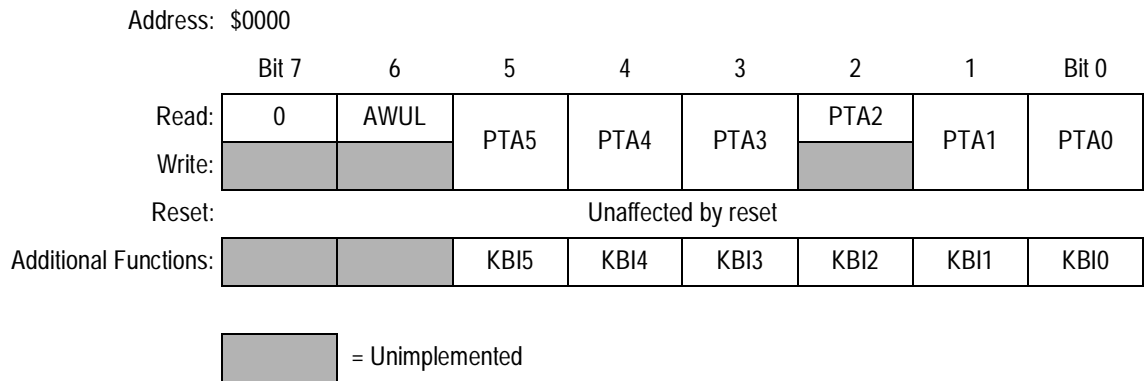 Address: $0000
Bit 7 6 5 4 3 2 1 Bit 0
Read: 0 AWUL PTA5 PTA4 PTA3 PTA2 PTA1 PTA0
Write:
Reset: Unaffected by reset
Additional Functions: KBI5 KBI4 KBI3 KBI2 KBI1 KBI0
= Unimplemented